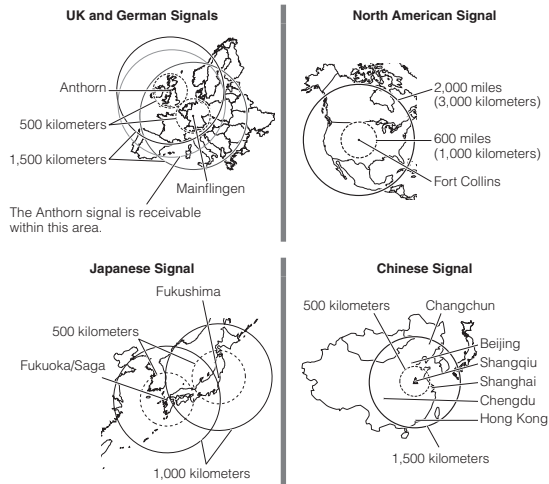 UK and German Signals
Anthorn
500 kilometers
1,500 kilometers
Mainflingen
The Anthorn signal is receivable
within this area.
North American Signal
2,000 miles
(3,000 kilometers)
600 miles
(1,000 kilometers)
Fort Collins
Japanese Signal
Fukushima
500 kilometers
Fukuoka/Saga
1,000 kilometers
Chinese Signal
500 kilometers
Changchun
Beijing
Shangqiu
Shanghai
Chengdu
Hong Kong
1,500 kilometers